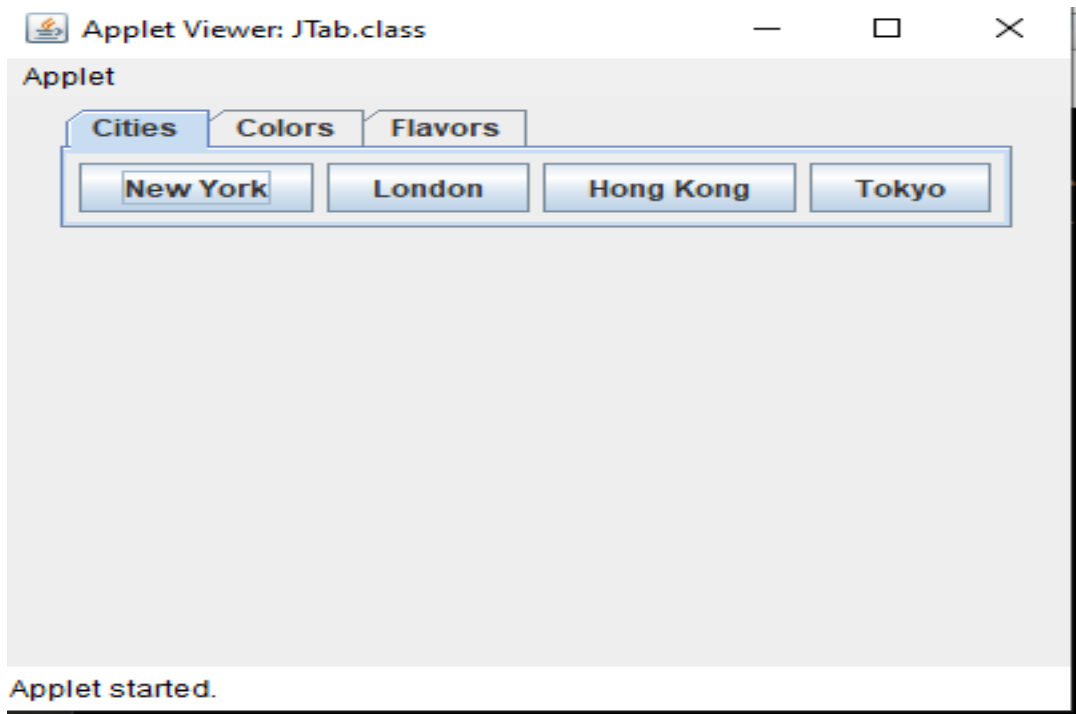 Applet Viewer: JTab.class
Applet
Cities Colors Flavors
New York London Hong Kong Tokyo
Applet started.